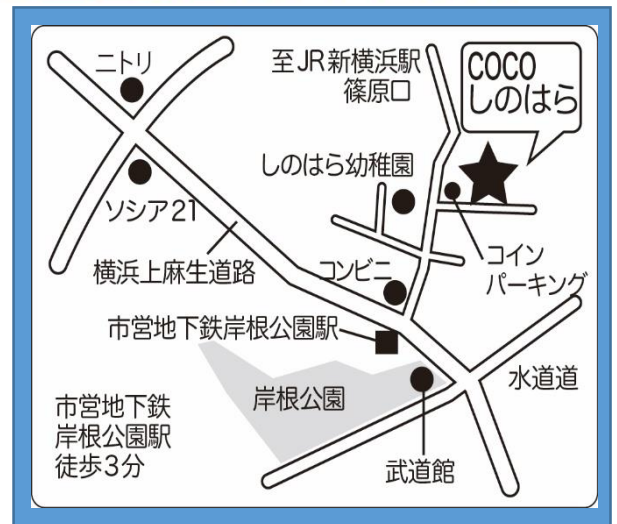 ニトリ
至JR新横浜駅
篠原口
COCO
しのはら
しのはら幼稚園
ソシア21
横浜上麻生道路
コンビニ
コイン
パーキング
市営地下鉄岸根公園駅
岸根公園
水道道
市営地下鉄
岸根公園駅
徒歩3分
武道館